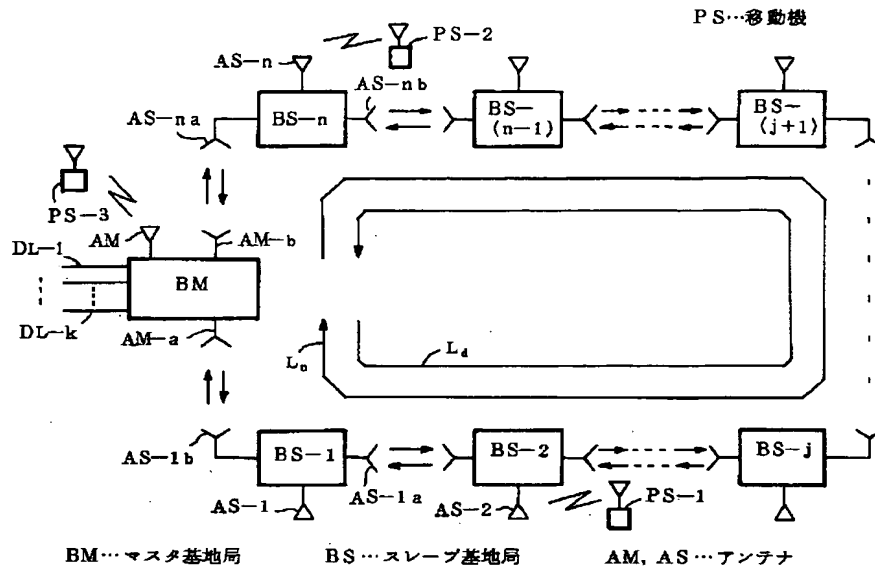 PS…移動機
AS-n
PS-2
AS-nb
AS-na
BS-n
BS-
(n-1)
BS-
(j+1)
PS-3
AM
AM-b
DL-1
BM
DL-k
AM-a
Lu
Ld
AS-1b
BS-1
BS-2
BS-j
AS-1
AS-1a
AS-2
PS-1
BM…マスタ基地局
BS…スレーブ基地局
AM, AS…アンテナ